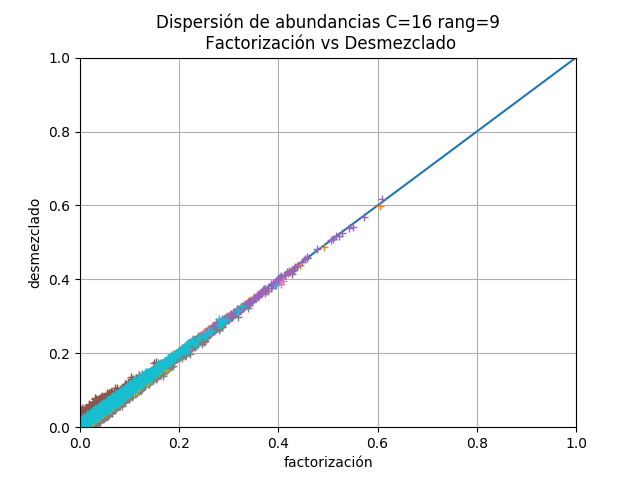 Dispersión de abundancias C=16 rang=9
Factorización vs Desmezclado
1.0
0.8
0.6
0.4
0.2
0.0
desmezclado
0.0 0.2 0.4 0.6 0.8 1.0
factorización